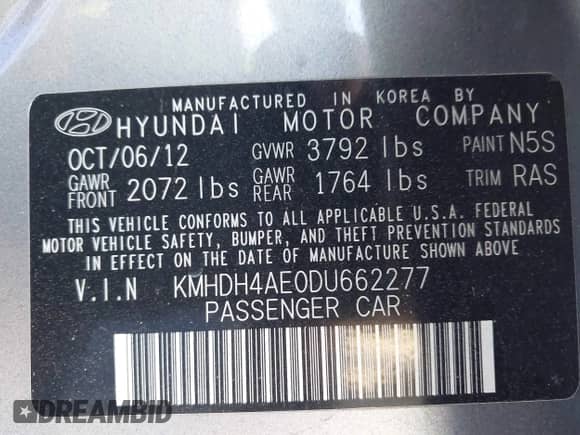 MANUFACTURED IN KOREA BY
HYUNDAI MOTOR COMPANY
OCT/06/12 GVWR 3792 lbs PAINT N5S
GAWR FRONT 2072 lbs GAWR REAR 1764 lbs TRIM RAS
THIS VEHICLE CONFORMS TO ALL APPLICABLE U.S.A. FEDERAL
MOTOR VEHICLE SAFETY, BUMPER, AND THEFT PREVENTION STANDARDS
IN EFFECT ON THE DATE OF MANUFACTURE SHOWN ABOVE.
V.I.N KMHDH4AE0DU662277
PASSENGER CAR
DREAMBID